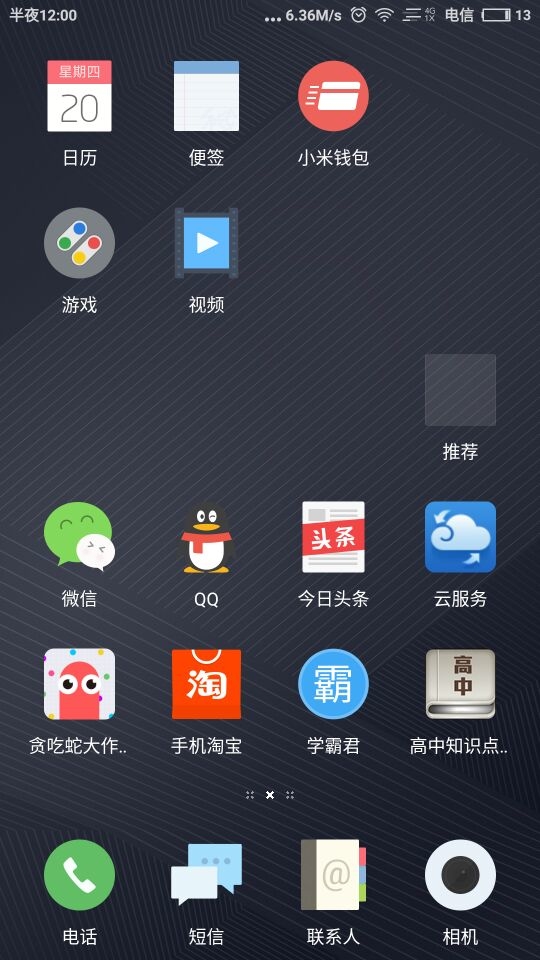 半夜12:00 ... 6.36M/s 4G 1X 电信 13
星期四
20
日历 便签 小米钱包
游戏 视频
推荐
头条
微信 QQ 今日头条 云服务
淘 霸 高中
贪吃蛇大作.. 手机淘宝 学霸君 高中知识点..
@
电话 短信 联系人 相机